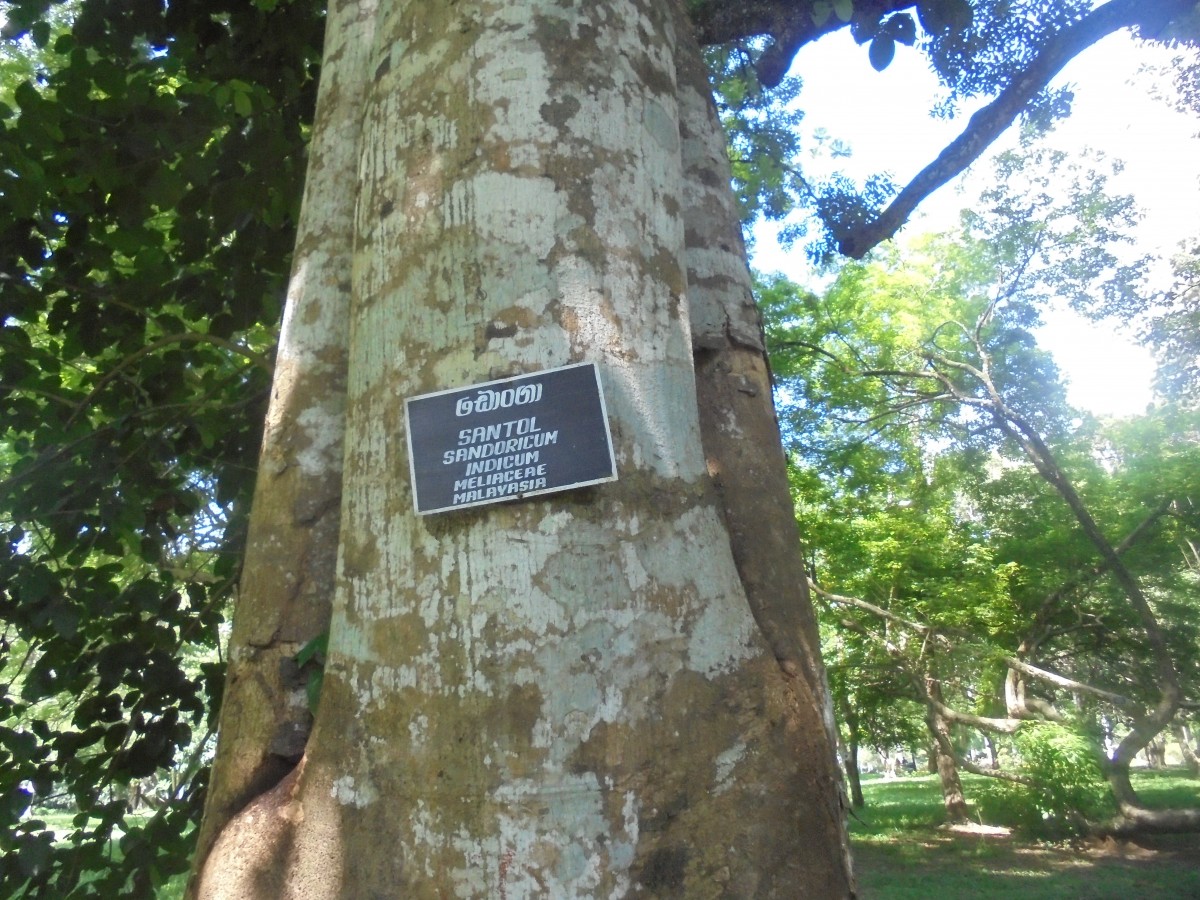 ඩොංගා
SANTOL
SANDORICUM
INDICUM
MELIACEAE
MALAYASIA